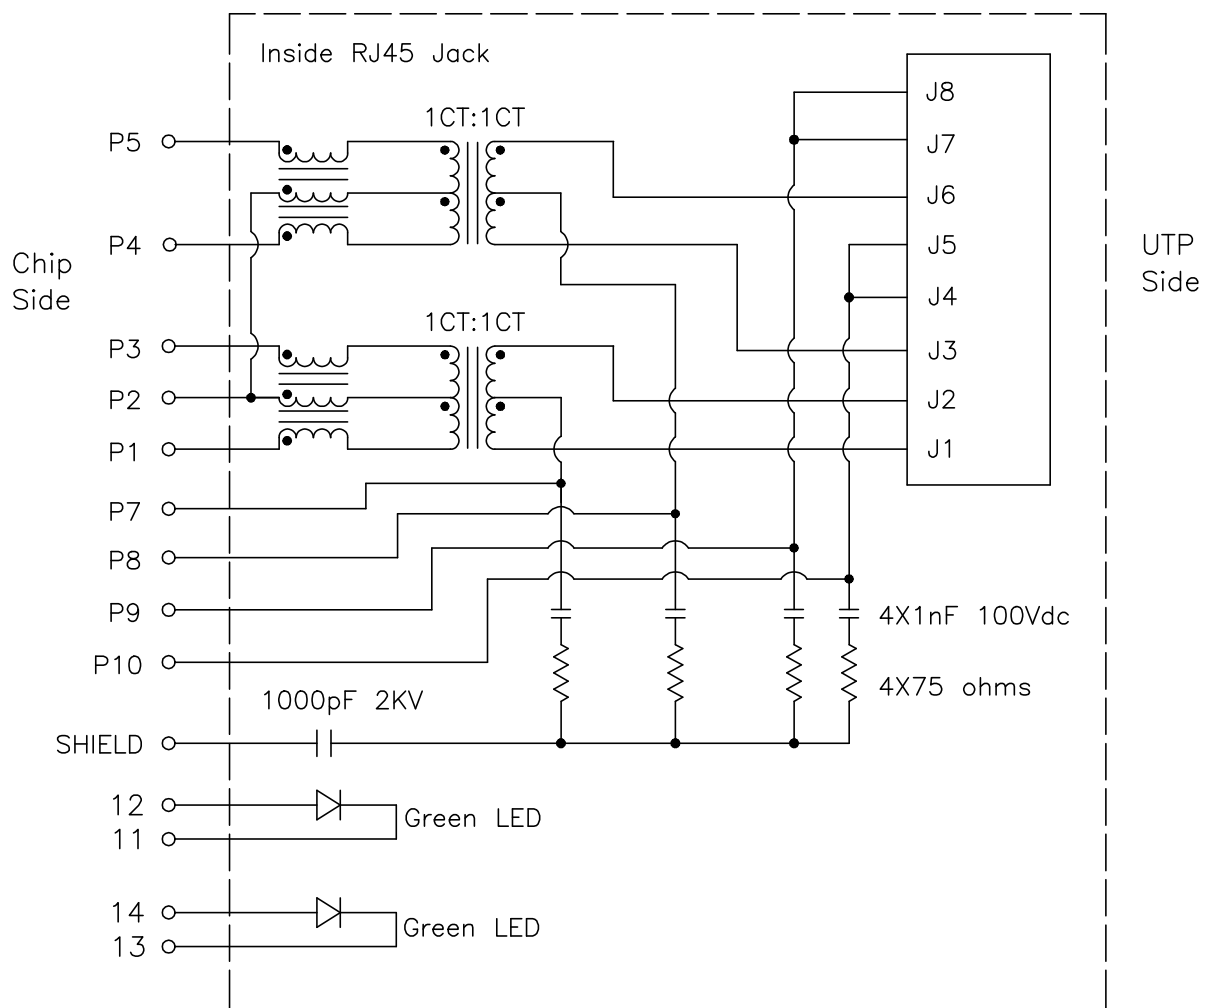 Inside RJ45 Jack
J8
1CT:1CT
P5
J7
J6
P4
J5
UTP
Side
Chip
Side
J4
1CT:1CT
P3
J3
P2
J2
P1
J1
P7
P8
P9
4X1nF 100Vdc
P10
4X75 ohms
1000pF 2KV
SHIELD
12
Green LED
11
14
Green LED
13